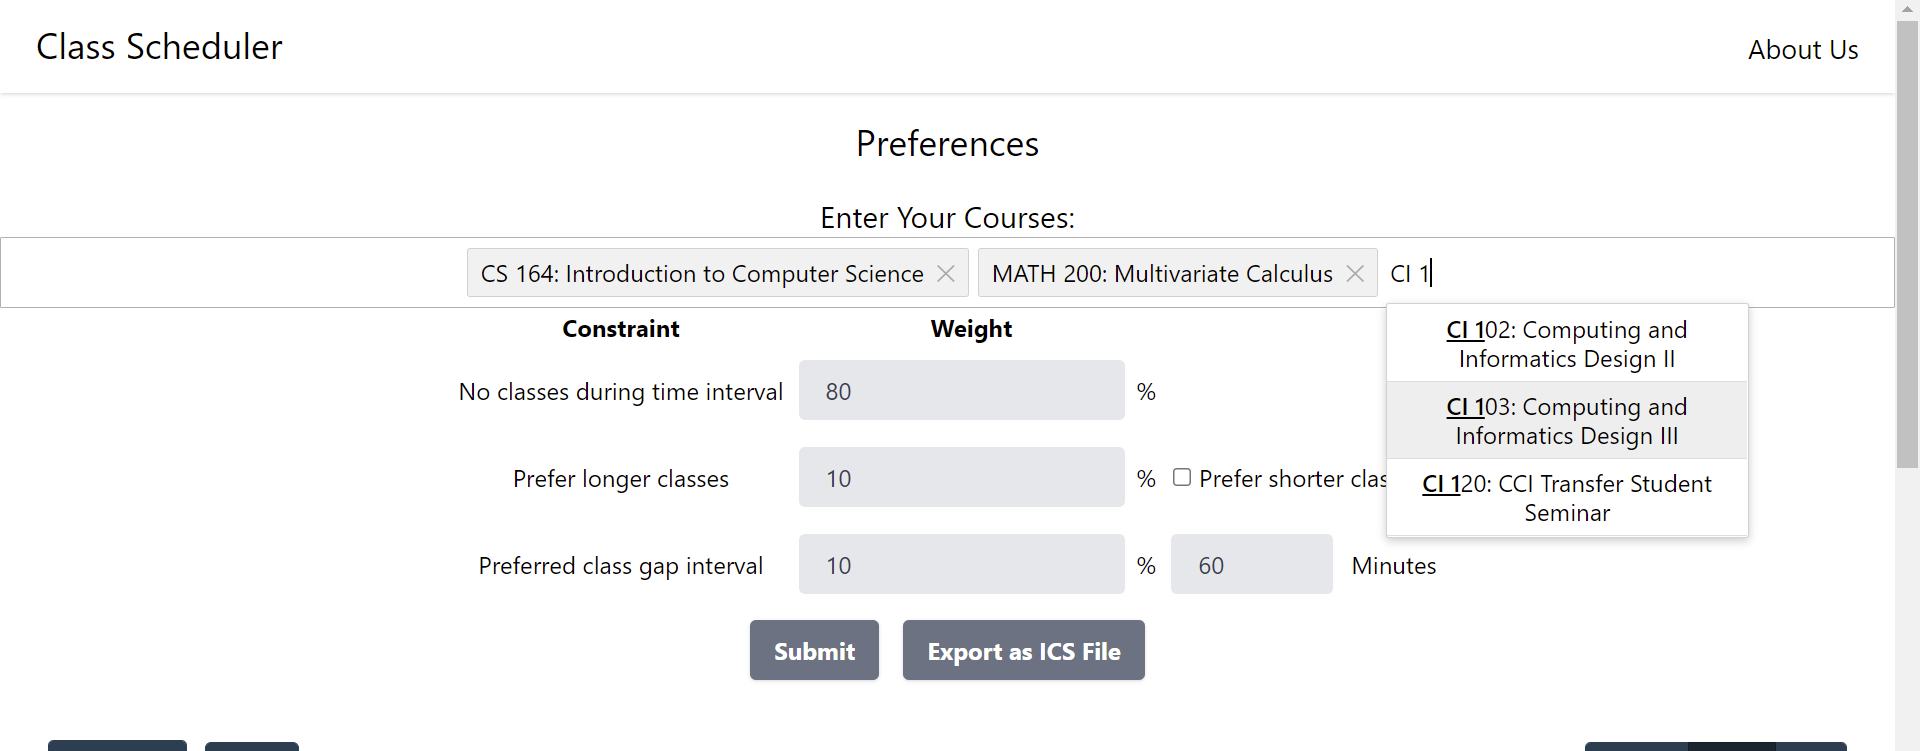 Class Scheduler
About Us
Preferences
Enter Your Courses:
CS 164: Introduction to Computer Science
MATH 200: Multivariate Calculus
CI 1
Constraint
Weight
CI 102: Computing and
Informatics Design II
No classes during time interval
80
%
CI 103: Computing and
Informatics Design III
Prefer longer classes
10
%
Prefer shorter clas
CI 120: CCI Transfer Student
Seminar
Preferred class gap interval
10
%
60
Minutes
Submit
Export as ICS File